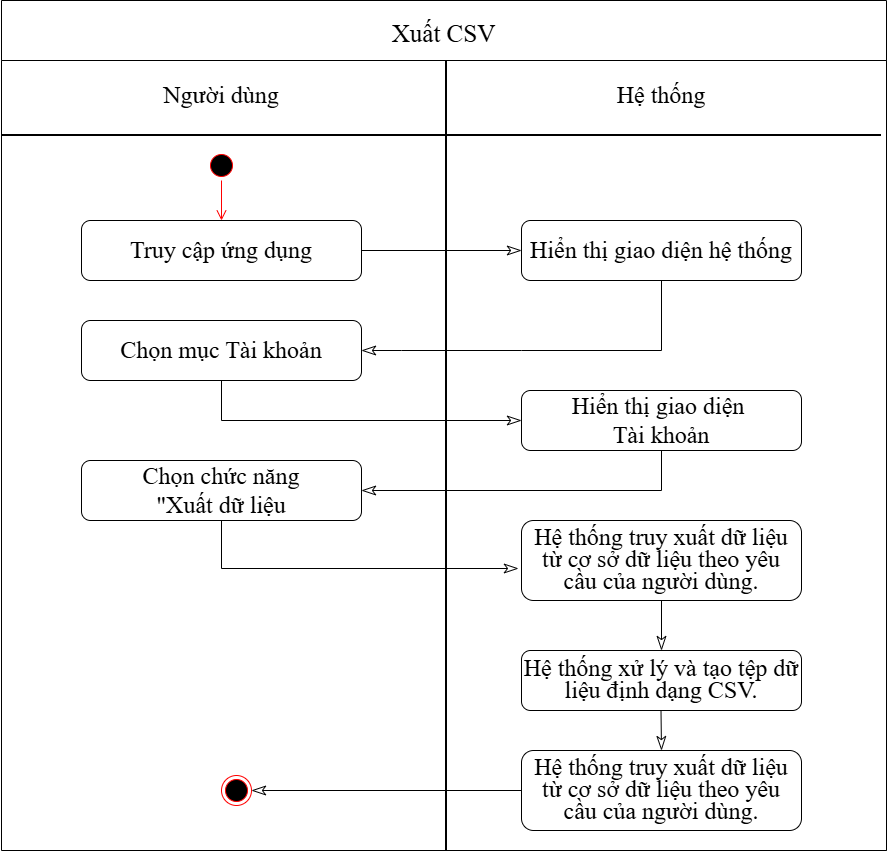 Xuất CSV
Người dùng
Hệ thống
Truy cập ứng dụng
Hiển thị giao diện hệ thống
Chọn mục Tài khoản
Hiển thị giao diện
Tài khoản
Chọn chức năng
"Xuất dữ liệu
Hệ thống truy xuất dữ liệu
từ cơ sở dữ liệu theo yêu
cầu của người dùng.
Hệ thống xử lý và tạo tệp dữ
liệu định dạng CSV.
Hệ thống truy xuất dữ liệu
từ cơ sở dữ liệu theo yêu
cầu của người dùng.